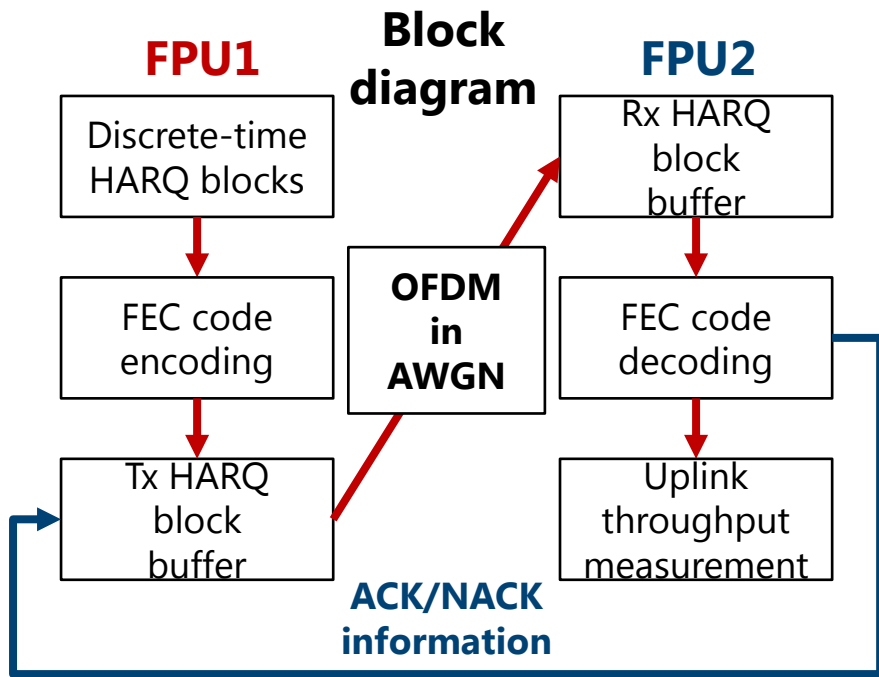 Block
diagram
FPU1
Discrete-time
HARQ blocks
FEC code
encoding
Tx HARQ
block
buffer
OFDM
in
AWGN
FPU2
Rx HARQ
block
buffer
FEC code
decoding
Uplink
throughput
measurement
ACK/NACK
information